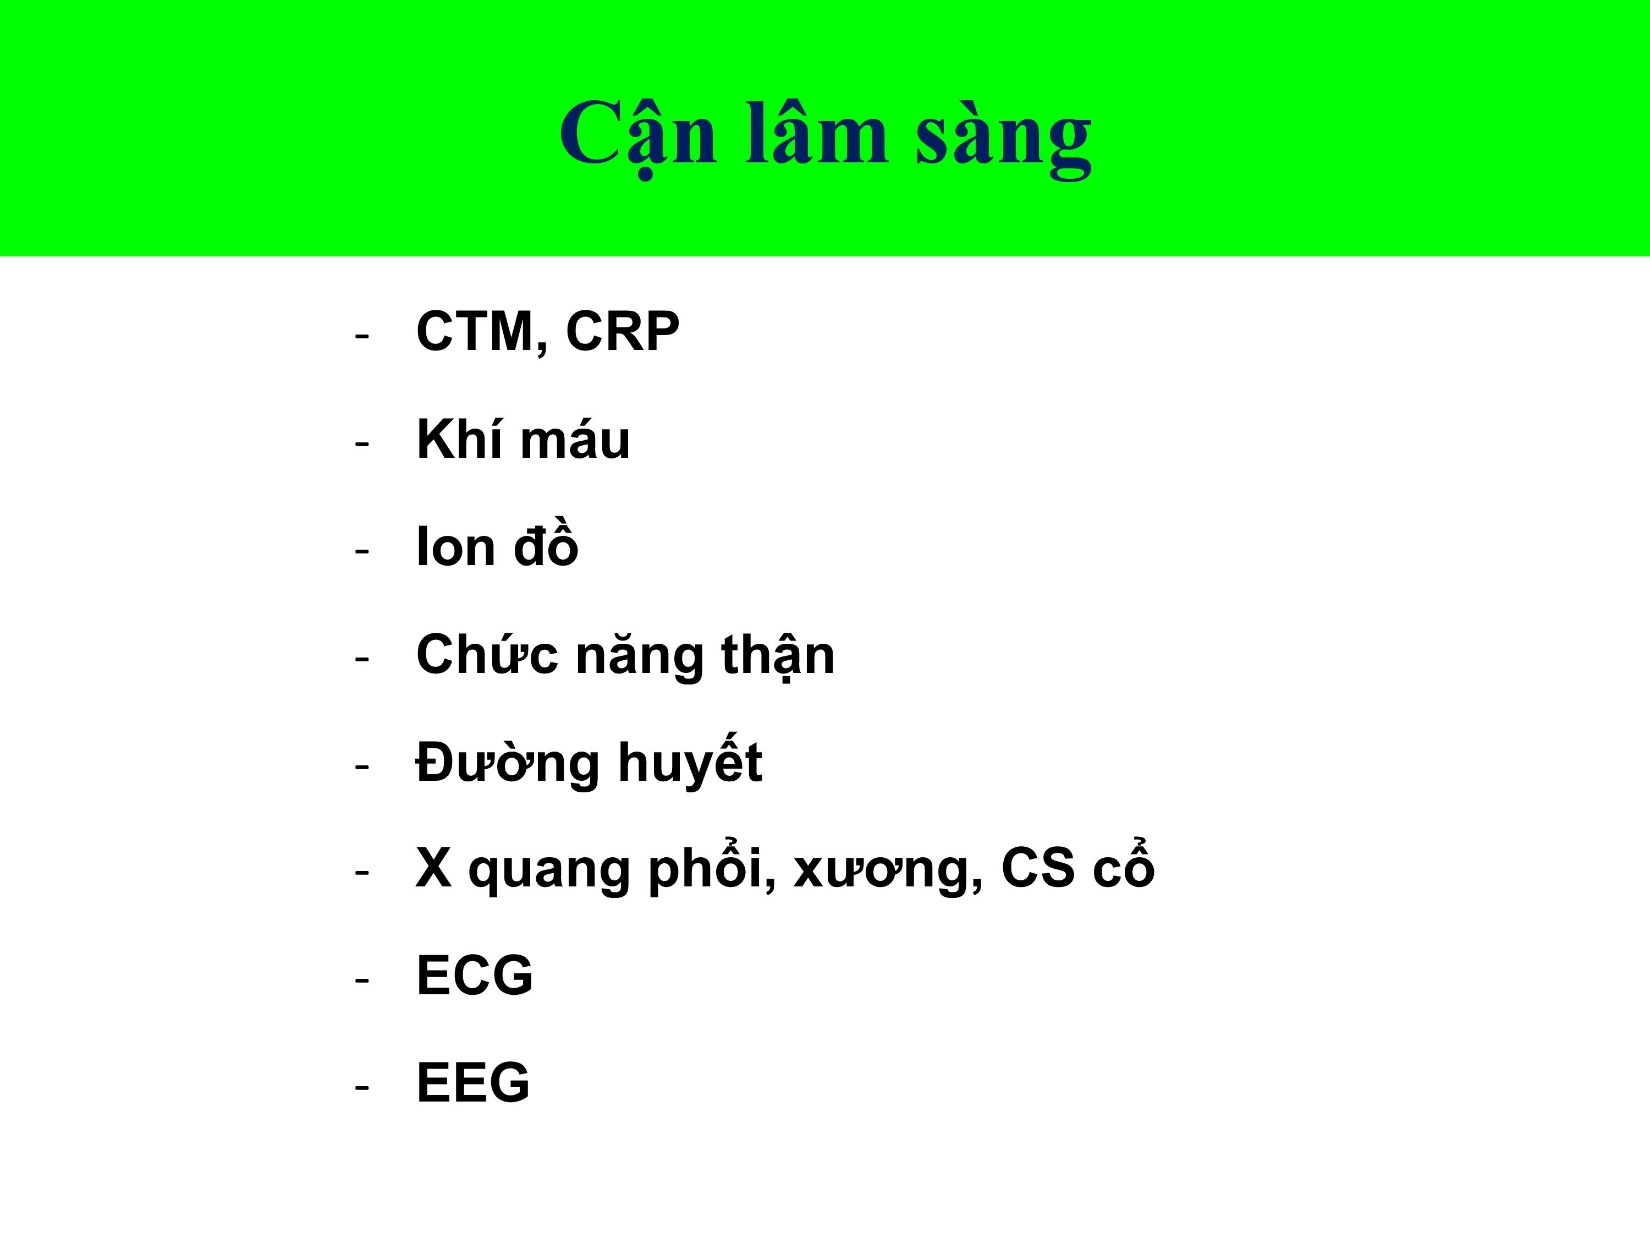 Cận lâm sàng
- CTM, CRP
- Khí máu
- Ion đồ
- Chức năng thận
- Đường huyết
- X quang phổi, xương, CS cổ
- ECG
- EEG